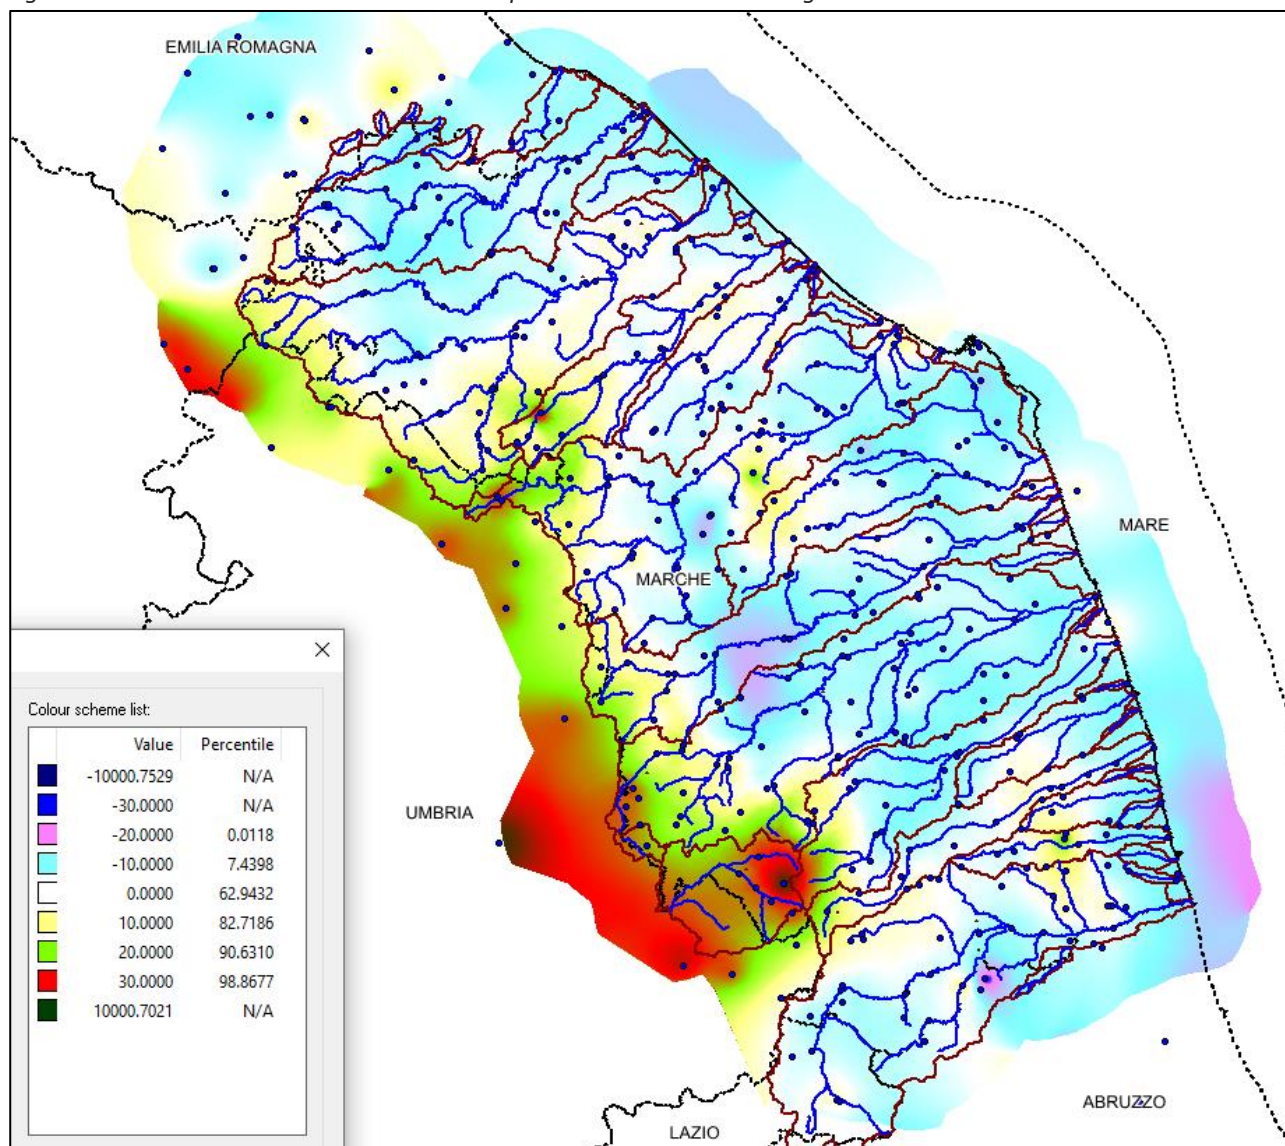 EMILIA ROMAGNA
MARE
MARCHE
UMBRIA
ABRUZZO
LAZIO
Colour scheme list:
Value Percentile
-10000.7529 N/A
-30.0000 N/A
-20.0000 0.0118
-10.0000 7.4398
0.0000 62.9432
10.0000 82.7186
20.0000 90.6310
30.0000 98.8677
10000.7021 N/A